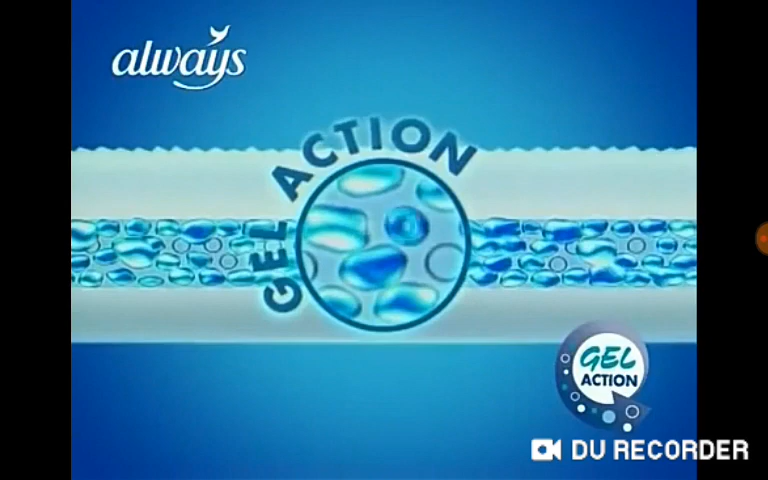 always
GEL ACTION
GEL
ACTION
DU RECORDER